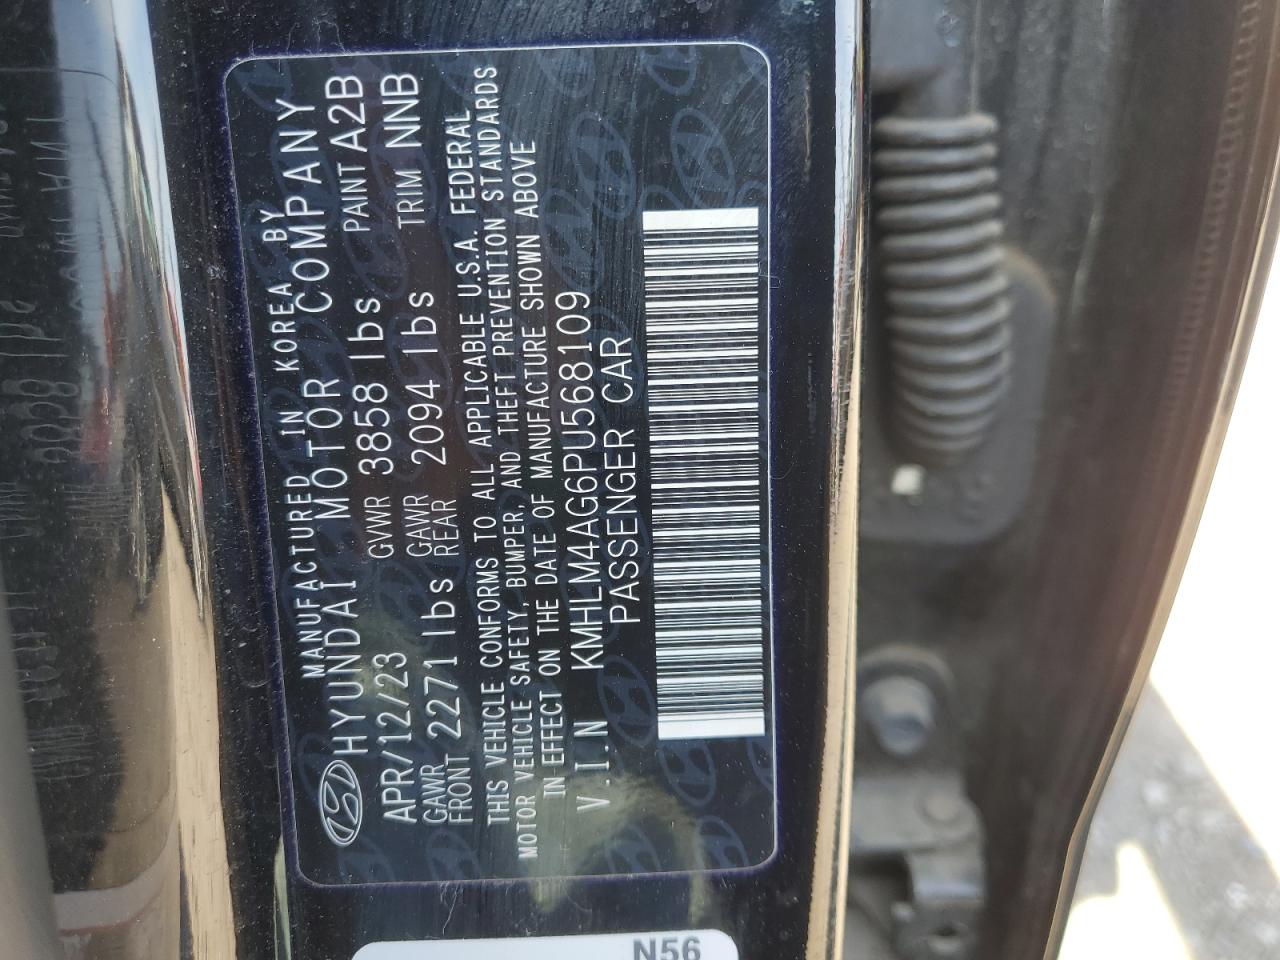 MANUFACTURED IN KOREA BY
HYUNDAI MOTOR COMPANY
APR/12/23 GVWR 3858 lbs PAINT A2B
GAWR FRONT 2271 lbs GAWR REAR 2094 lbs TRIM NNB
THIS VEHICLE CONFORMS TO ALL APPLICABLE U.S.A. FEDERAL
MOTOR VEHICLE SAFETY, BUMPER, AND THEFT PREVENTION STANDARDS
IN EFFECT ON THE DATE OF MANUFACTURE SHOWN ABOVE
V.I.N KMHLM4AG6PU568109
PASSENGER CAR
N56